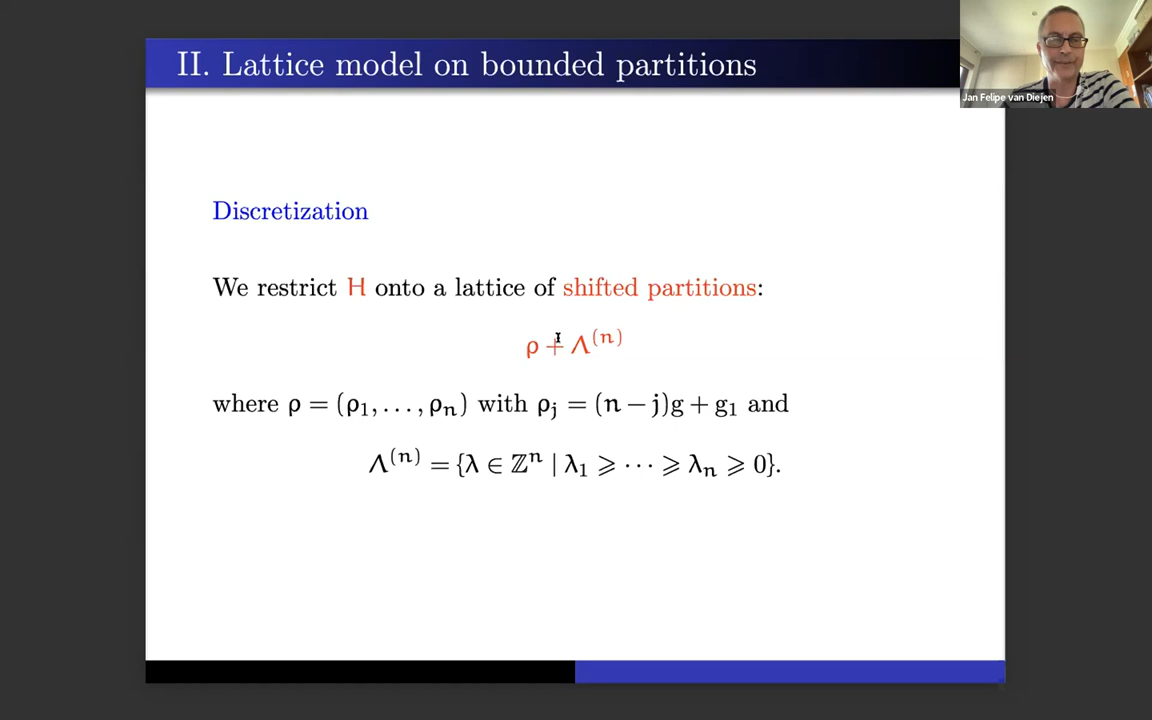 II. Lattice model on bounded partitions
Jan Felipe van Diejen
Discretization
We restrict H onto a lattice of shifted partitions:
ρ + Λ⁽ⁿ⁾
where ρ = (ρ₁, . . . , ρₙ) with ρⱼ = (n − j)g + g₁ and
Λ⁽ⁿ⁾ = {λ ∈ ℤⁿ | λ₁ ⩾ · · · ⩾ λₙ ⩾ 0}.